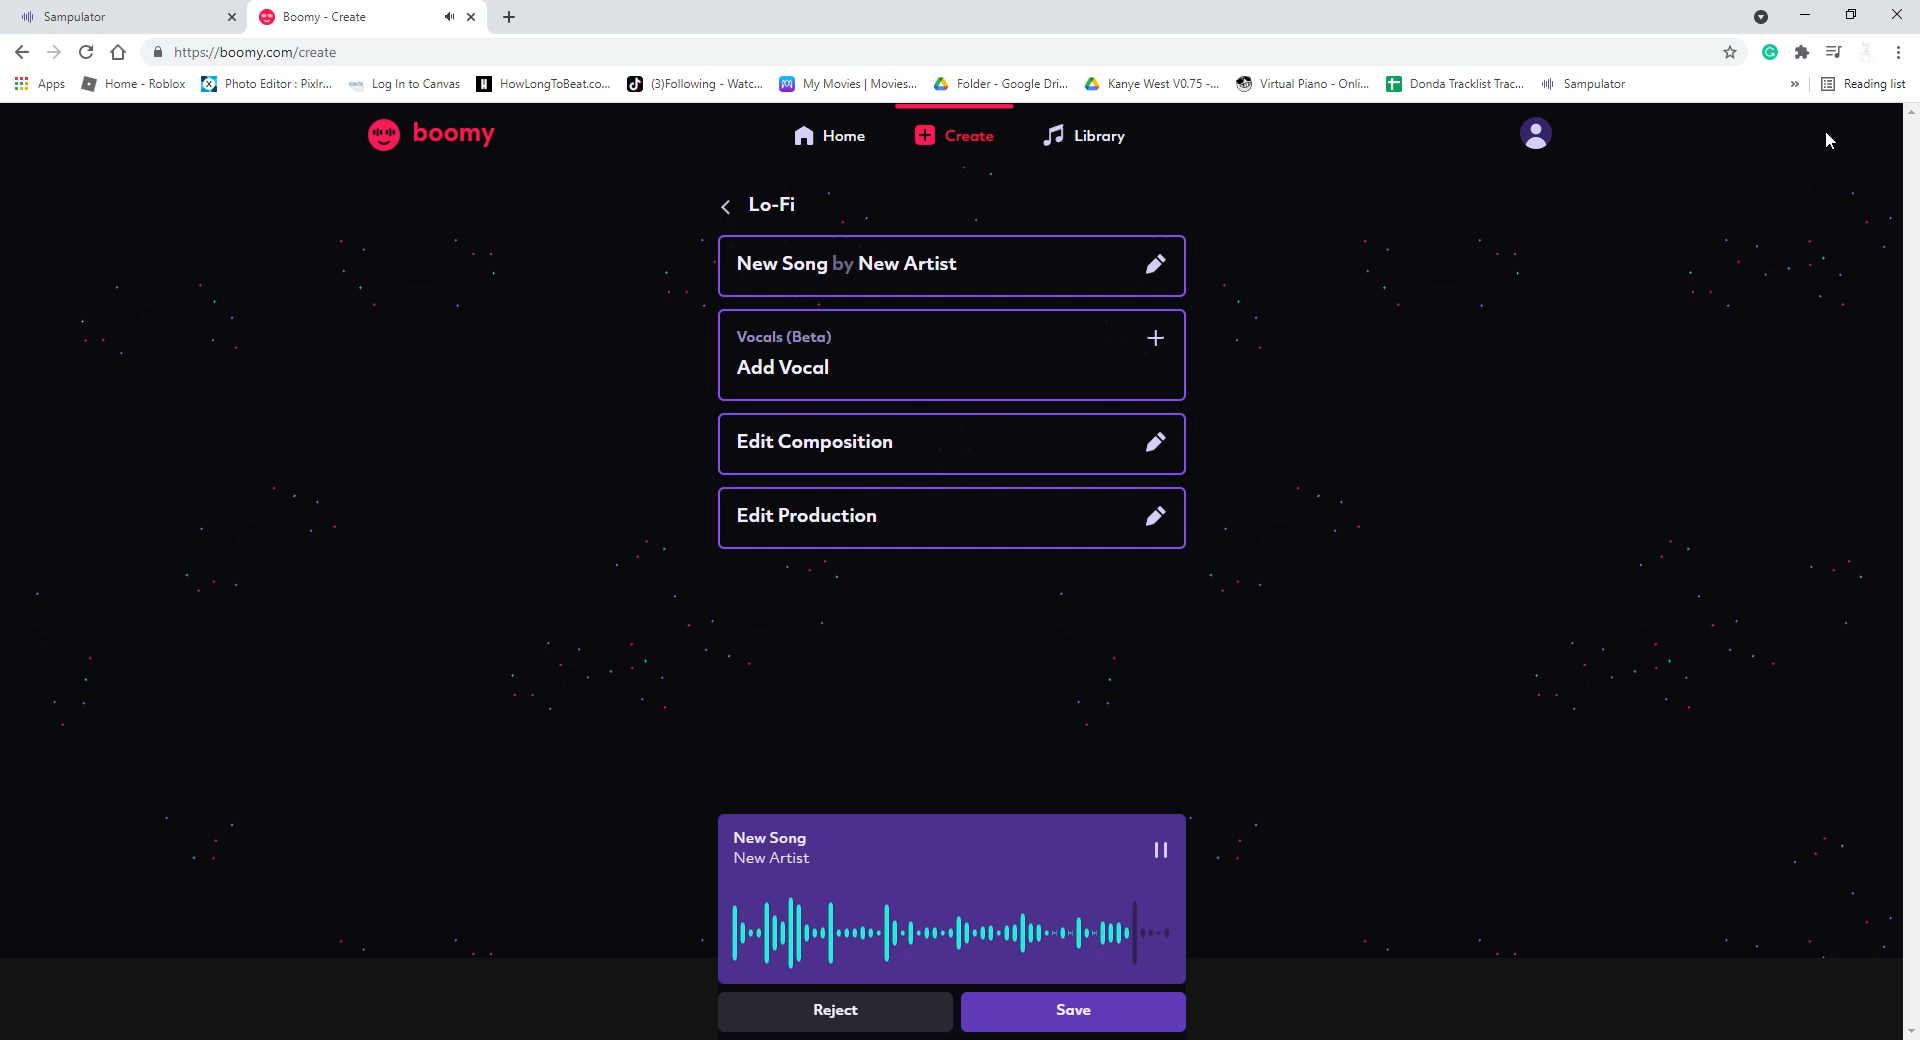 Sampulator
Boomy - Create
https://boomy.com/create
Apps
Home - Roblox
Photo Editor : Pixlr...
Log In to Canvas
HowLongToBeat.co...
(3)Following - Watc...
My Movies | Movies...
Folder - Google Dri...
Kanye West V0.75 -...
Virtual Piano - Onli...
Donda Tracklist Trac...
Sampulator
»
Reading list
boomy
Home
Create
Library
Lo-Fi
New Song by New Artist
Vocals (Beta)
Add Vocal
Edit Composition
Edit Production
New Song
New Artist
Reject
Save